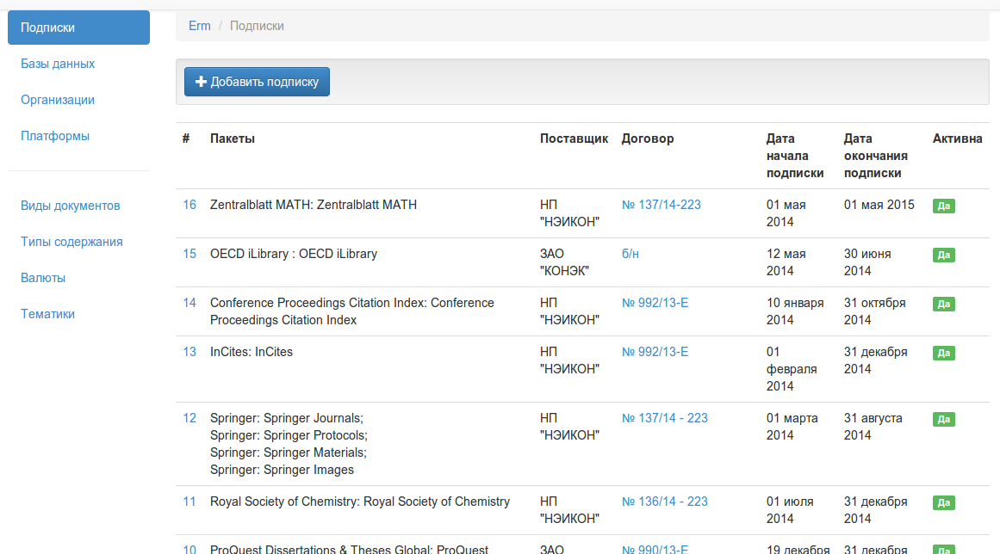 Подписки
Базы данных
Организации
Платформы
Виды документов
Типы содержания
Валюты
Тематики
Erm / Подписки
Добавить подписку
# Пакеты Поставщик Договор Дата Дата Активна
начала окончания
подписки подписки
16 Zentralblatt MATH: Zentralblatt MATH НП № 137/14-223 01 мая 01 мая 2015 Да
"НЭИКОН" 2014
15 OECD iLibrary : OECD iLibrary ЗАО б/н 12 мая 30 июня Да
"КОНЭК" 2014 2014
14 Conference Proceedings Citation Index: Conference НП № 992/13-Е 10 января 31 октября Да
Proceedings Citation Index "НЭИКОН" 2014 2014
13 InCites: InCites НП № 992/13-Е 01 31 декабря Да
"НЭИКОН" февраля 2014
2014
12 Springer: Springer Journals; НП № 137/14 - 223 01 марта 31 августа Да
Springer: Springer Protocols; "НЭИКОН" 2014 2014
Springer: Springer Materials;
Springer: Springer Images
11 Royal Society of Chemistry: Royal Society of Chemistry НП № 136/14 - 223 01 июля 31 декабря Да
"НЭИКОН" 2014 2014
10 ProQuest Dissertations & Theses Global: ProQuest ЗАО № 990/13-Е 19 декабря 31 декабря Да